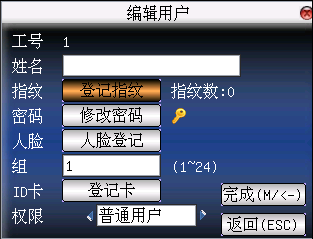 编辑用户
工号 1
姓名
指纹 登记指纹 指纹数:0
密码 修改密码
人脸 人脸登记
组 1 (1~24)
ID卡 登记卡 完成(M/<-)
权限 普通用户 返回(ESC)